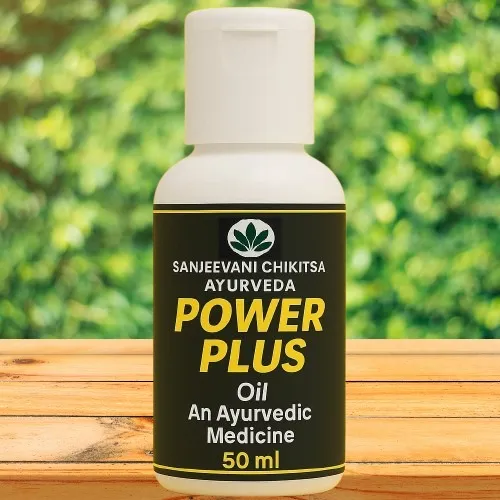 SANJEEVANI CHIKITSA
AYURVEDA
POWER
PLUS
Oil
An Ayurvedic
Medicine
50 ml